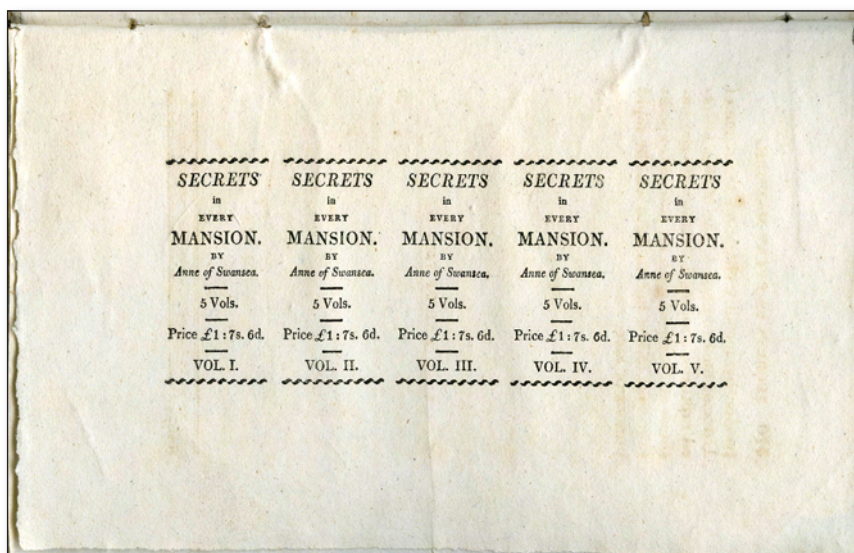 SECRETS
in
EVERY
MANSION.
BY
Anne of Swansea.
5 Vols.
Price £1 : 7s. 6d.
VOL. I.
SECRETS
in
EVERY
MANSION.
BY
Anne of Swansea.
5 Vols.
Price £1 : 7s. 6d.
VOL. II.
SECRETS
in
EVERY
MANSION.
BY
Anne of Swansea.
5 Vols.
Price £1 : 7s. 6d.
VOL. III.
SECRETS
in
EVERY
MANSION.
BY
Anne of Swansea.
5 Vols.
Price £1 : 7s. 6d.
VOL. IV.
SECRETS
in
EVERY
MANSION.
BY
Anne of Swansea.
5 Vols.
Price £1 : 7s. 6d.
VOL. V.